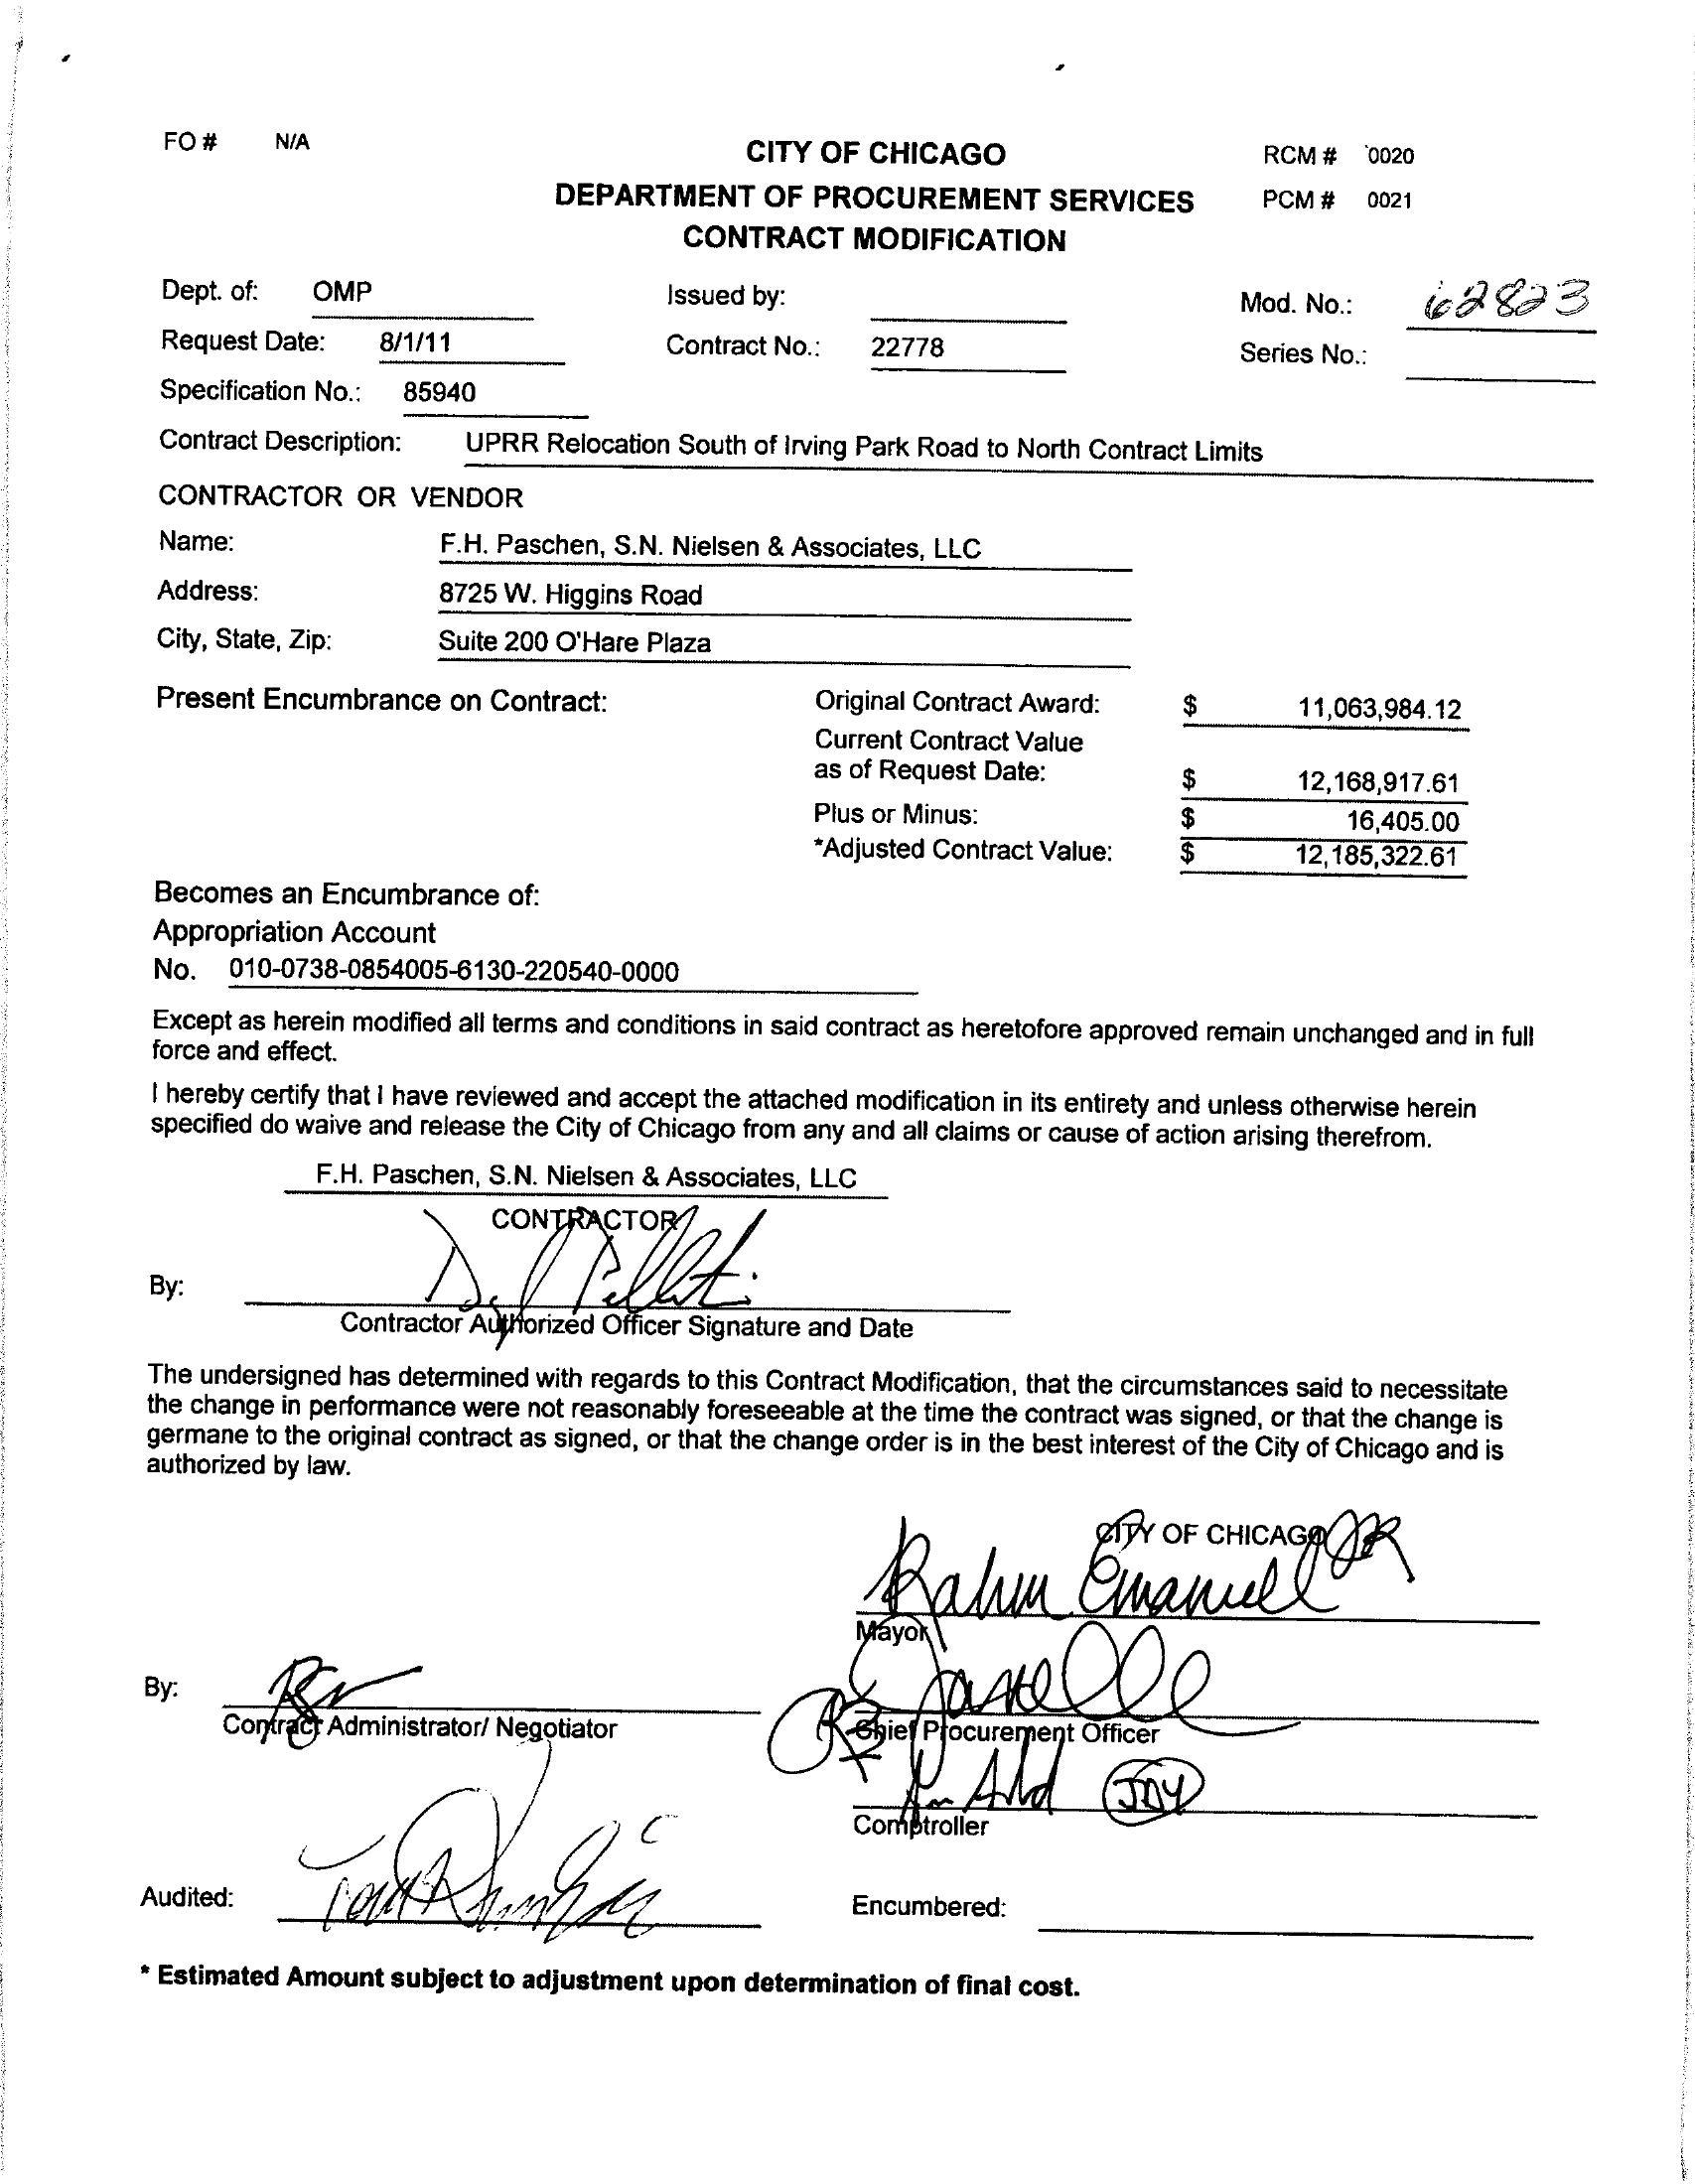 FO # N/A
CITY OF CHICAGO
RCM # 0020
DEPARTMENT OF PROCUREMENT SERVICES
PCM # 0021
CONTRACT MODIFICATION
Dept. of: OMP
Issued by:
Mod. No.: 62823
Request Date: 8/1/11
Contract No.: 22778
Series No.:
Specification No.: 85940
Contract Description: UPRR Relocation South of Irving Park Road to North Contract Limits
CONTRACTOR OR VENDOR
Name: F.H. Paschen, S.N. Nielsen & Associates, LLC
Address: 8725 W. Higgins Road
City, State, Zip: Suite 200 O'Hare Plaza
Present Encumbrance on Contract:
Original Contract Award: $ 11,063,984.12
Current Contract Value
as of Request Date: $ 12,168,917.61
Plus or Minus: $ 16,405.00
*Adjusted Contract Value: $ 12,185,322.61
Becomes an Encumbrance of:
Appropriation Account
No. 010-0738-0854005-6130-220540-0000
Except as herein modified all terms and conditions in said contract as heretofore approved remain unchanged and in full
force and effect.
I hereby certify that I have reviewed and accept the attached modification in its entirety and unless otherwise herein
specified do waive and release the City of Chicago from any and all claims or cause of action arising therefrom.
F.H. Paschen, S.N. Nielsen & Associates, LLC
CONTRACTOR
By:
Contractor Authorized Officer Signature and Date
The undersigned has determined with regards to this Contract Modification, that the circumstances said to necessitate
the change in performance were not reasonably foreseeable at the time the contract was signed, or that the change is
germane to the original contract as signed, or that the change order is in the best interest of the City of Chicago and is
authorized by law.
CITY OF CHICAGO
Rahm Emanuel
Mayor
By:
Contract Administrator/ Negotiator
Chief Procurement Officer
JDY
Comptroller
Audited:
Encumbered:
* Estimated Amount subject to adjustment upon determination of final cost.